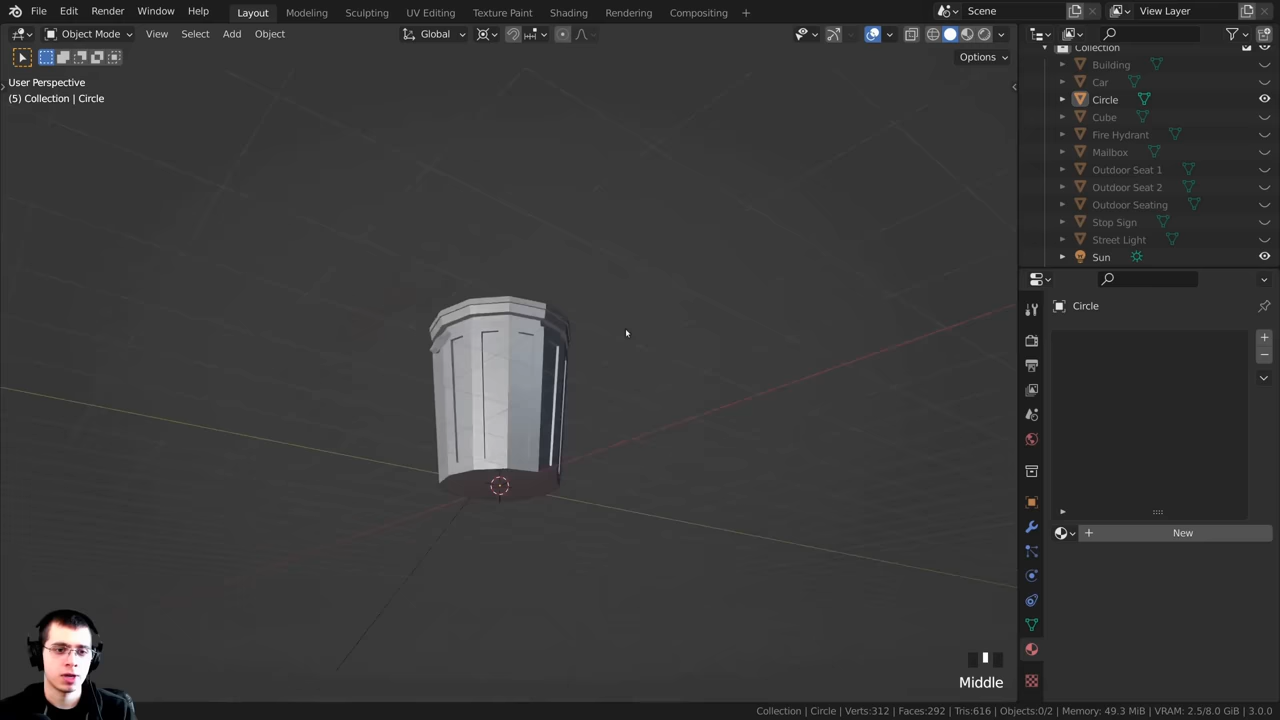 File Edit Render Window Help
Layout Modeling Sculpting UV Editing Texture Paint Shading Animation Rendering Compositing
Scene
View Layer
Object Mode View Select Add Object
Global
Options
User Perspective
(5) Collection | Circle
Collection
Building
Car
Circle
Cube
Fire Hydrant
Mailbox
Outdoor Seat 1
Outdoor Seat 2
Outdoor Seating
Stop Sign
Street Light
Sun
Circle
New
Middle
Collection | Circle | Verts:312 | Faces:292 | Tris:616 | Objects:0/2 | Memory: 49.3 MiB | VRAM: 2.5/8.0 GiB | 3.0.0